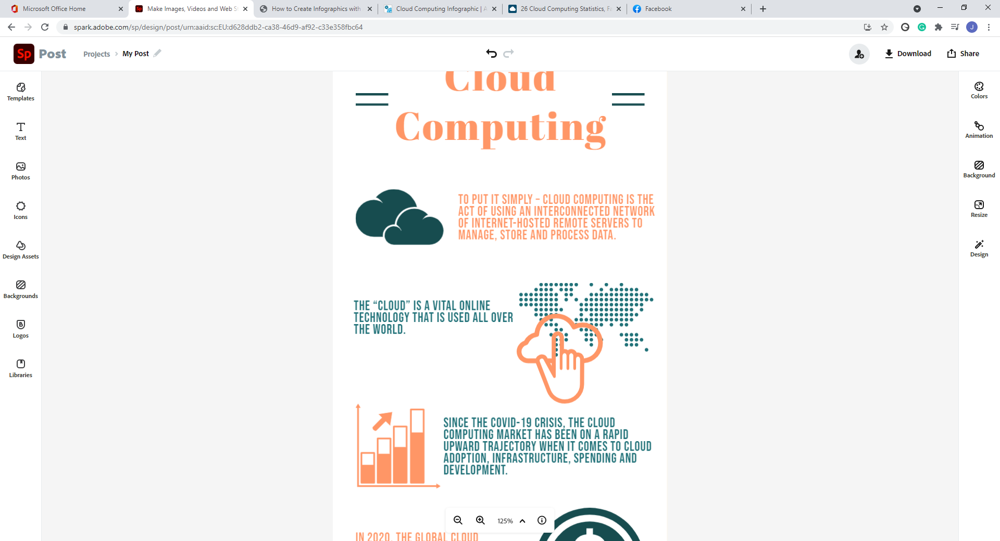 Microsoft Office Home
Make Images, Videos and Web S
How to Create Infographics with
Cloud Computing Infographic |
26 Cloud Computing Statistics,
Facebook
spark.adobe.com/sp/design/post/urn:aaid:sc:EU:d628ddb2-ca38-46d9-af92-c33e358fbc64
J
Sp
Post
Projects
My Post
Download
Share
Templates
Text
Photos
Icons
Design Assets
Backgrounds
Logos
Libraries
Cloud
Computing
TO PUT IT SIMPLY – CLOUD COMPUTING IS THE
ACT OF USING AN INTERCONNECTED NETWORK
OF INTERNET-HOSTED REMOTE SERVERS TO
MANAGE, STORE AND PROCESS DATA.
THE “CLOUD” IS A VITAL ONLINE
TECHNOLOGY THAT IS USED ALL OVER
THE WORLD.
SINCE THE COVID-19 CRISIS, THE CLOUD
COMPUTING MARKET HAS BEEN ON A RAPID
UPWARD TRAJECTORY WHEN IT COMES TO CLOUD
ADOPTION, INFRASTRUCTURE, SPENDING AND
DEVELOPMENT.
IN 2020, THE GLOBAL CLOUD
125%
Colors
Animation
Background
Resize
Design